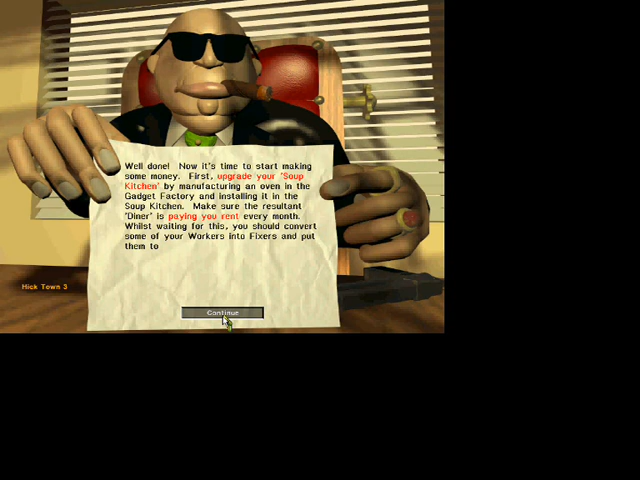 Well done! Now it's time to start making
some money. First, upgrade your 'Soup
Kitchen' by manufacturing an oven in the
Gadget Factory and installing it in the
Soup Kitchen. Make sure the resultant
'Diner' is paying you rent every month.
Whilst waiting for this, you should convert
some of your Workers into Fixers and put
them to
Hick Town 3
Continue